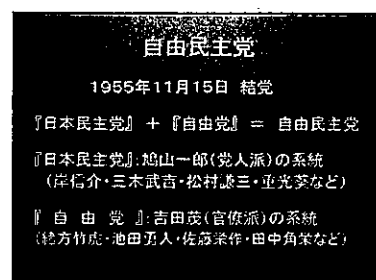 自由民主党
1955年11月15日 結党
『日本民主党』 + 『自由党』 = 自由民主党
『日本民主党』:鳩山一郎(党人派)の系統
(岸信介・三木武吉・松村謙三・重光葵など)
『 自 由 党 』:吉田茂(官僚派)の系統
(緒方竹虎・池田勇人・佐藤栄作・田中角栄など)